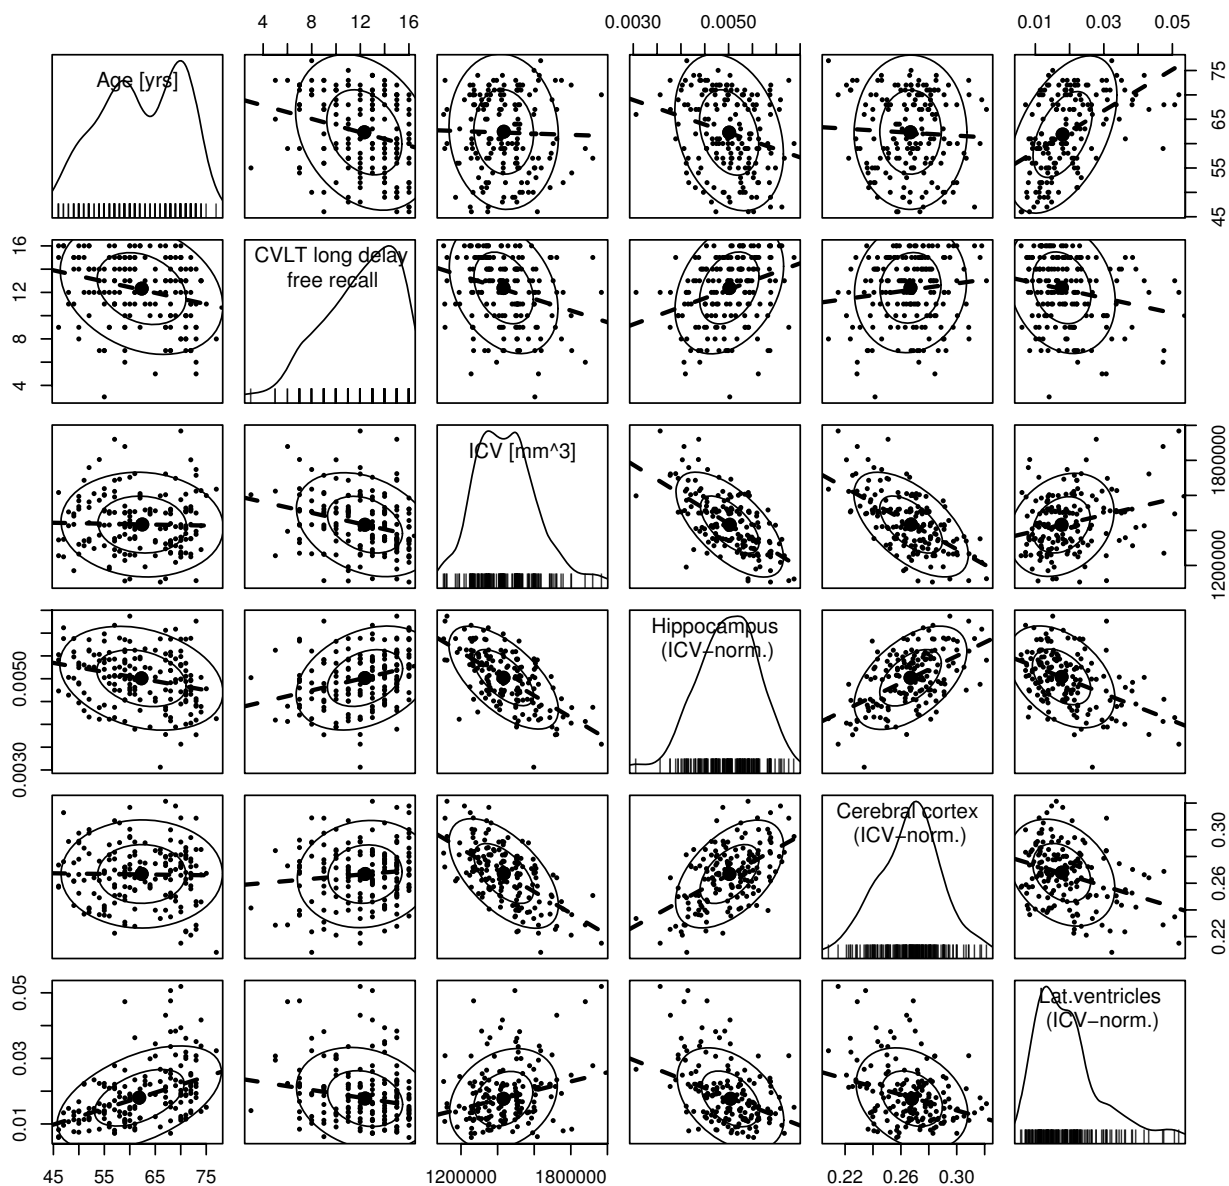 4 8 12 16 0.0030 0.0050 0.01 0.03 0.05
Age [yrs]
45 55 65 75
4 8 12 16
CVLT long delay
free recall
ICV [mm^3]
1200000 1800000
0.0030 0.0050
Hippocampus
(ICV−norm.)
Cerebral cortex
(ICV−norm.)
0.22 0.26 0.30
0.01 0.03 0.05
Lat.ventricles
(ICV−norm.)
45 55 65 75 1200000 1800000 0.22 0.26 0.30